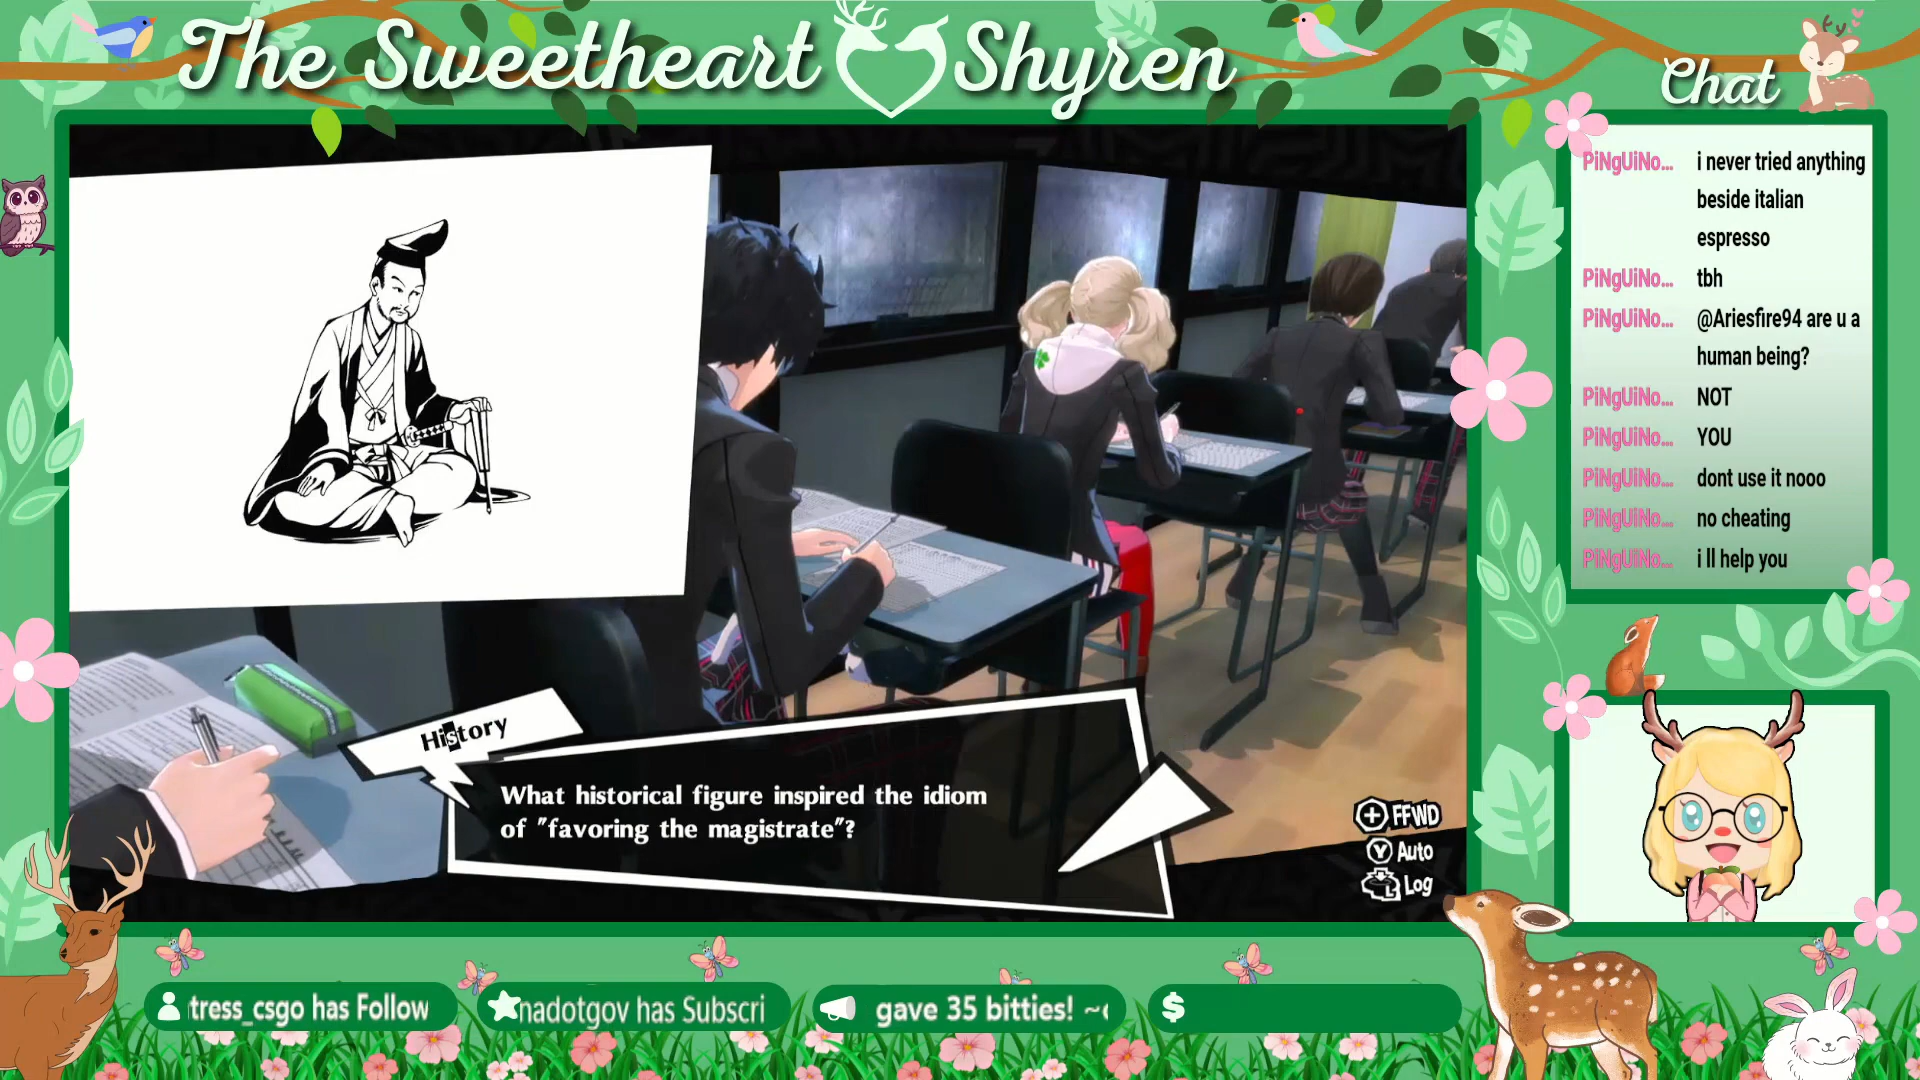 The Sweetheart Shyren
Chat
PiNgUiNo... i never tried anything
beside italian
espresso
PiNgUiNo... tbh
PiNgUiNo... @Ariesfire94 are u a
human being?
PiNgUiNo... NOT
PiNgUiNo... YOU
PiNgUiNo... dont use it nooo
PiNgUiNo... no cheating
PiNgUiNo... i ll help you
History
What historical figure inspired the idiom
of "favoring the magistrate"?
FFWD
Y Auto
L Log
tress_csgo has Follow
nadotgov has Subscri
gave 35 bitties! ~
$